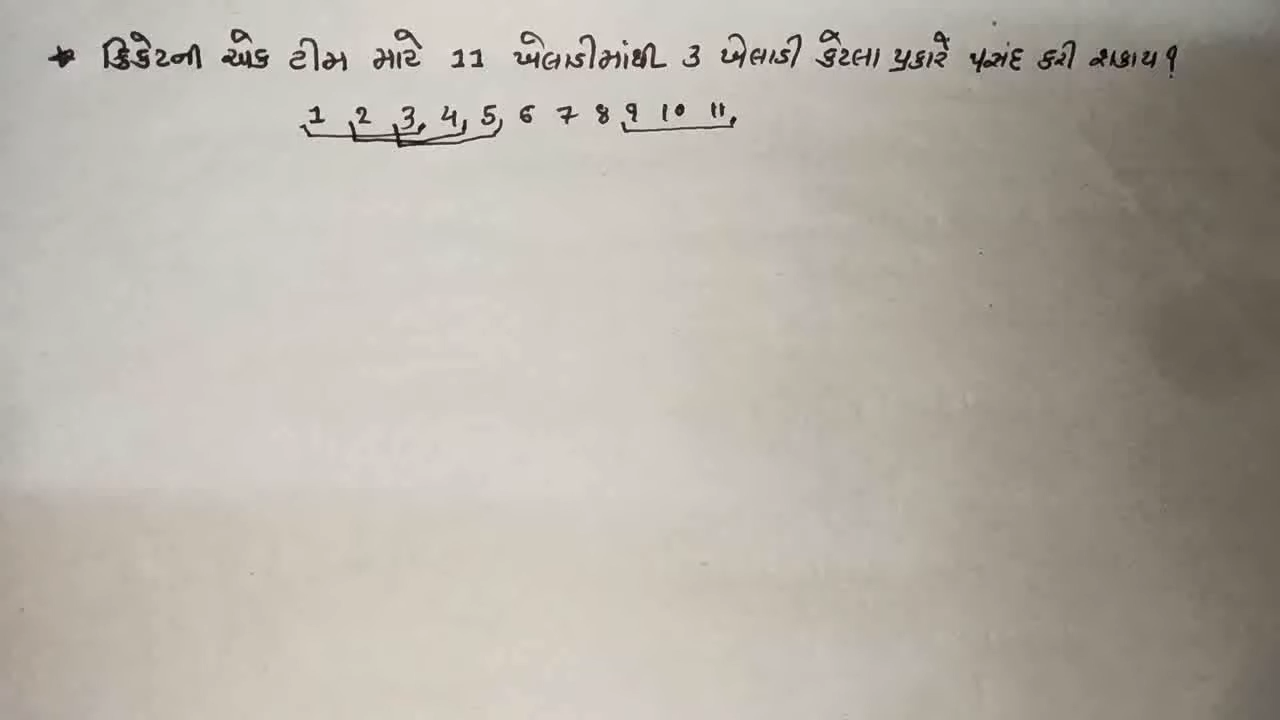 * ક્રિકેટની એક ટીમ માટે 11 ખેલાડીમાંથી 3 ખેલાડી કેટલા પ્રકારે પસંદ કરી શકાય?
1 2 3, 4, 5, 6 7 8 9 10 11,